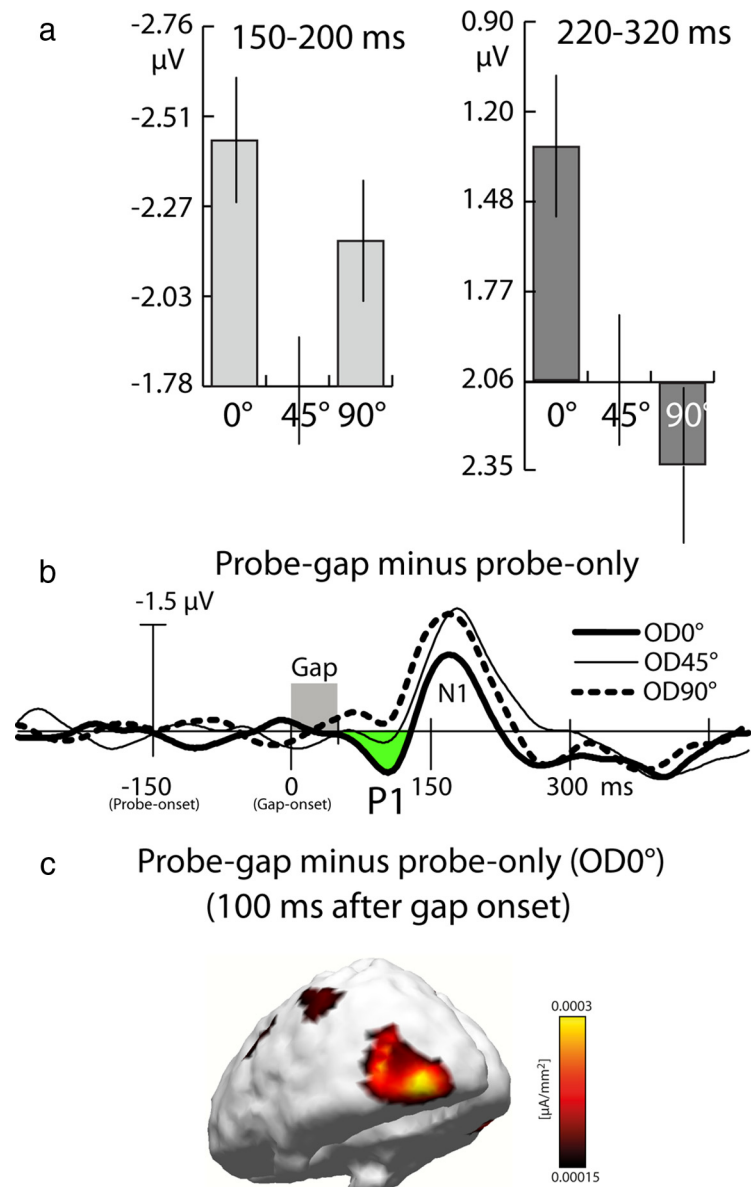 a
150-200 ms
-2.76
µV
-2.51
-2.27
-2.03
-1.78
0° 45° 90°
220-320 ms
0.90
µV
1.20
1.48
1.77
2.06
2.35
0° 45° 90°
b
Probe-gap minus probe-only
-1.5 µV
Gap
N1
OD0°
OD45°
OD90°
-150 0 150 300 ms
(Probe-onset) (Gap-onset)
P1
c
Probe-gap minus probe-only (OD0°)
(100 ms after gap onset)
0.0003
[µA/mm²]
0.00015